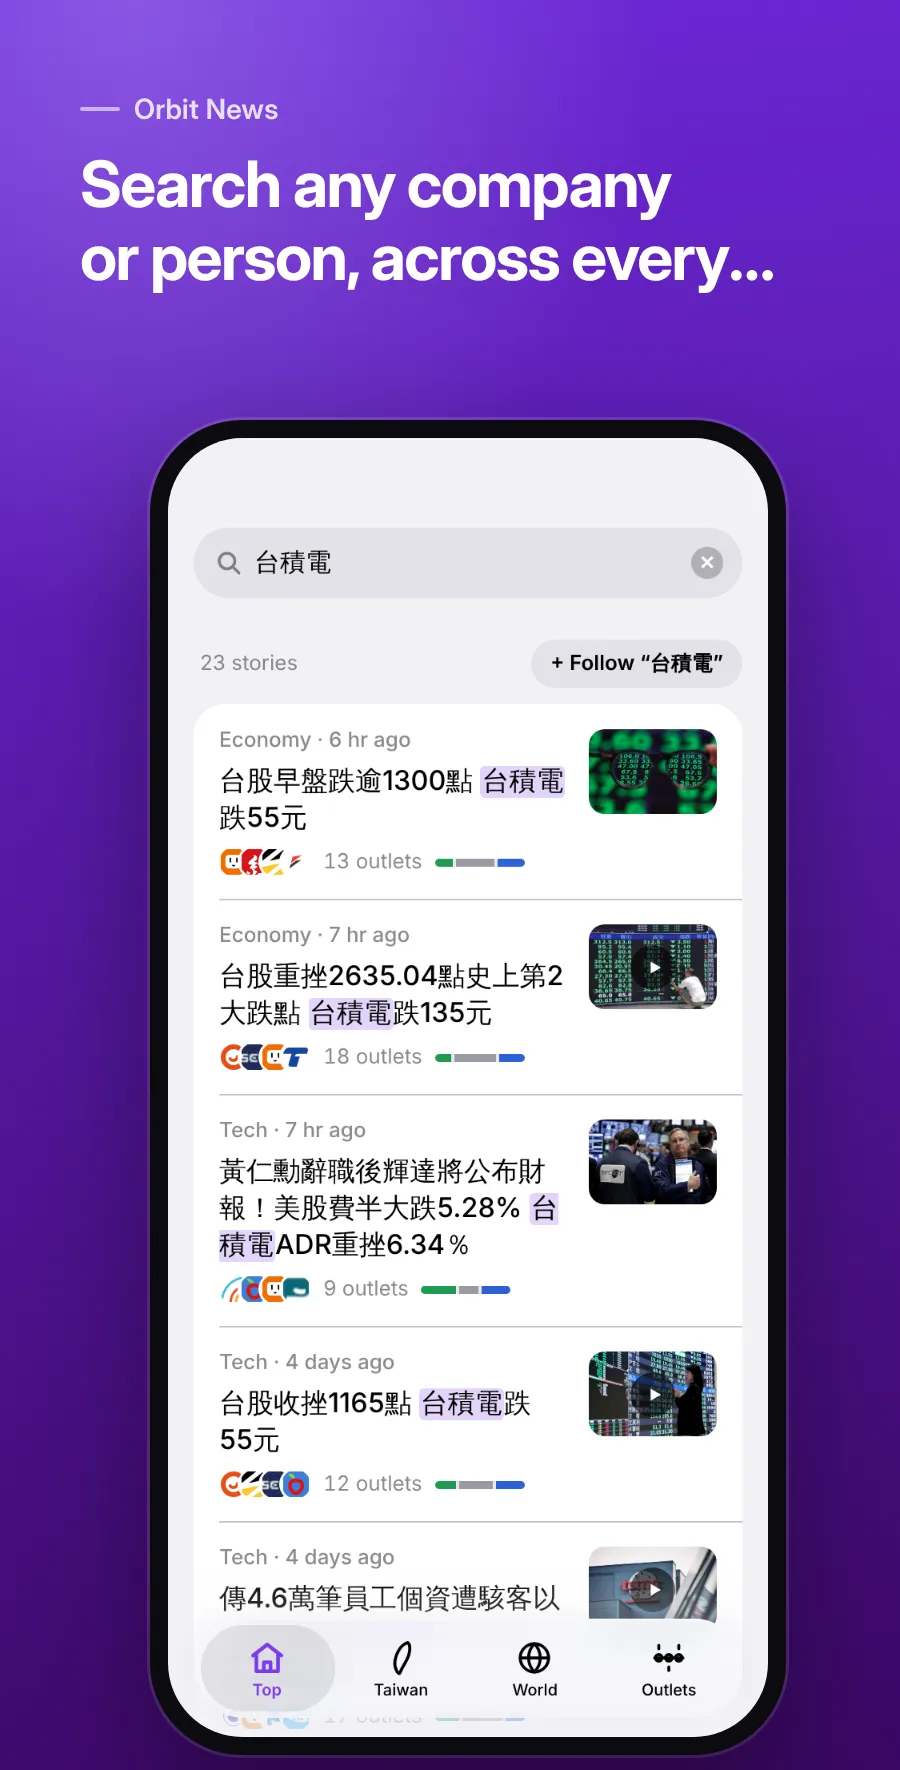 Orbit News
Search any company
or person, across every...
台積電
23 stories
+ Follow “台積電”
Economy · 6 hr ago
台股早盤跌逾1300點 台積電
跌55元
13 outlets
Economy · 7 hr ago
台股重挫2635.04點史上第2
大跌點 台積電跌135元
18 outlets
Tech · 7 hr ago
黃仁勳辭職後輝達將公布財
報！美股費半大跌5.28% 台
積電ADR重挫6.34％
9 outlets
Tech · 4 days ago
台股收挫1165點 台積電跌
55元
12 outlets
Tech · 4 days ago
傳4.6萬筆員工個資遭駭客以
Top
Taiwan
World
Outlets
17 outlets